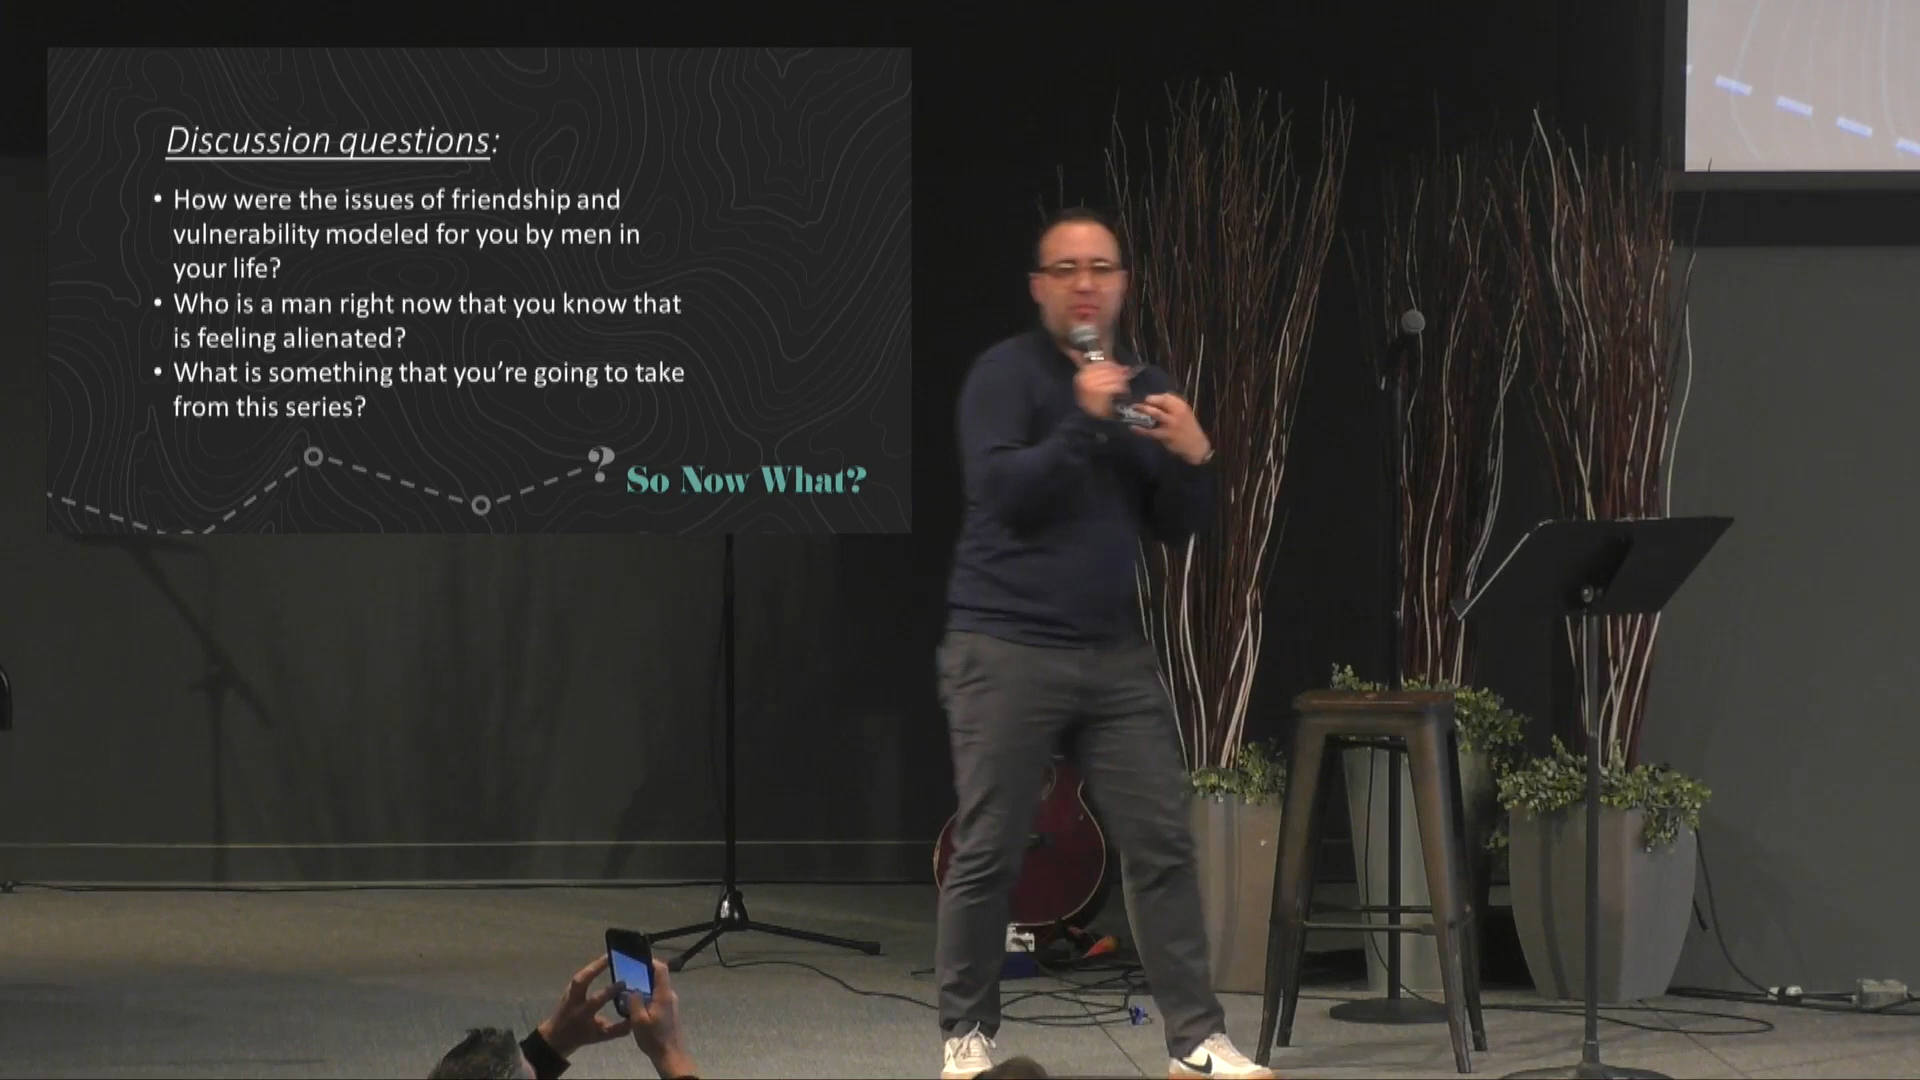 Discussion questions:
• How were the issues of friendship and
vulnerability modeled for you by men in
your life?
• Who is a man right now that you know that
is feeling alienated?
• What is something that you're going to take
from this series?
? So Now What?